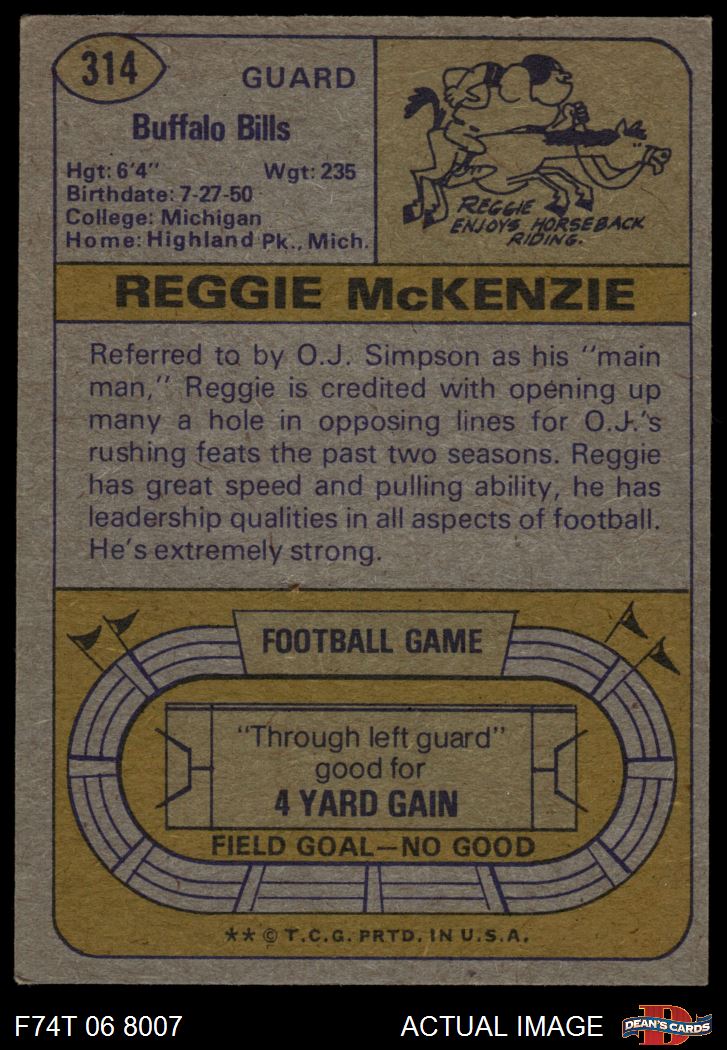 314
GUARD
Buffalo Bills
Hgt: 6'4" Wgt: 235
Birthdate: 7-27-50
College: Michigan
Home: Highland Pk., Mich.
REGGIE
ENJOYS HORSEBACK
RIDING.
REGGIE McKENZIE
Referred to by O.J. Simpson as his "main
man," Reggie is credited with opening up
many a hole in opposing lines for O.J.'s
rushing feats the past two seasons. Reggie
has great speed and pulling ability, he has
leadership qualities in all aspects of football.
He's extremely strong.
FOOTBALL GAME
"Through left guard"
good for
4 YARD GAIN
FIELD GOAL—NO GOOD
** © T.C.G. PRTD. IN U.S.A.
F74T 06 8007
ACTUAL IMAGE
D
DEAN'S CARDS